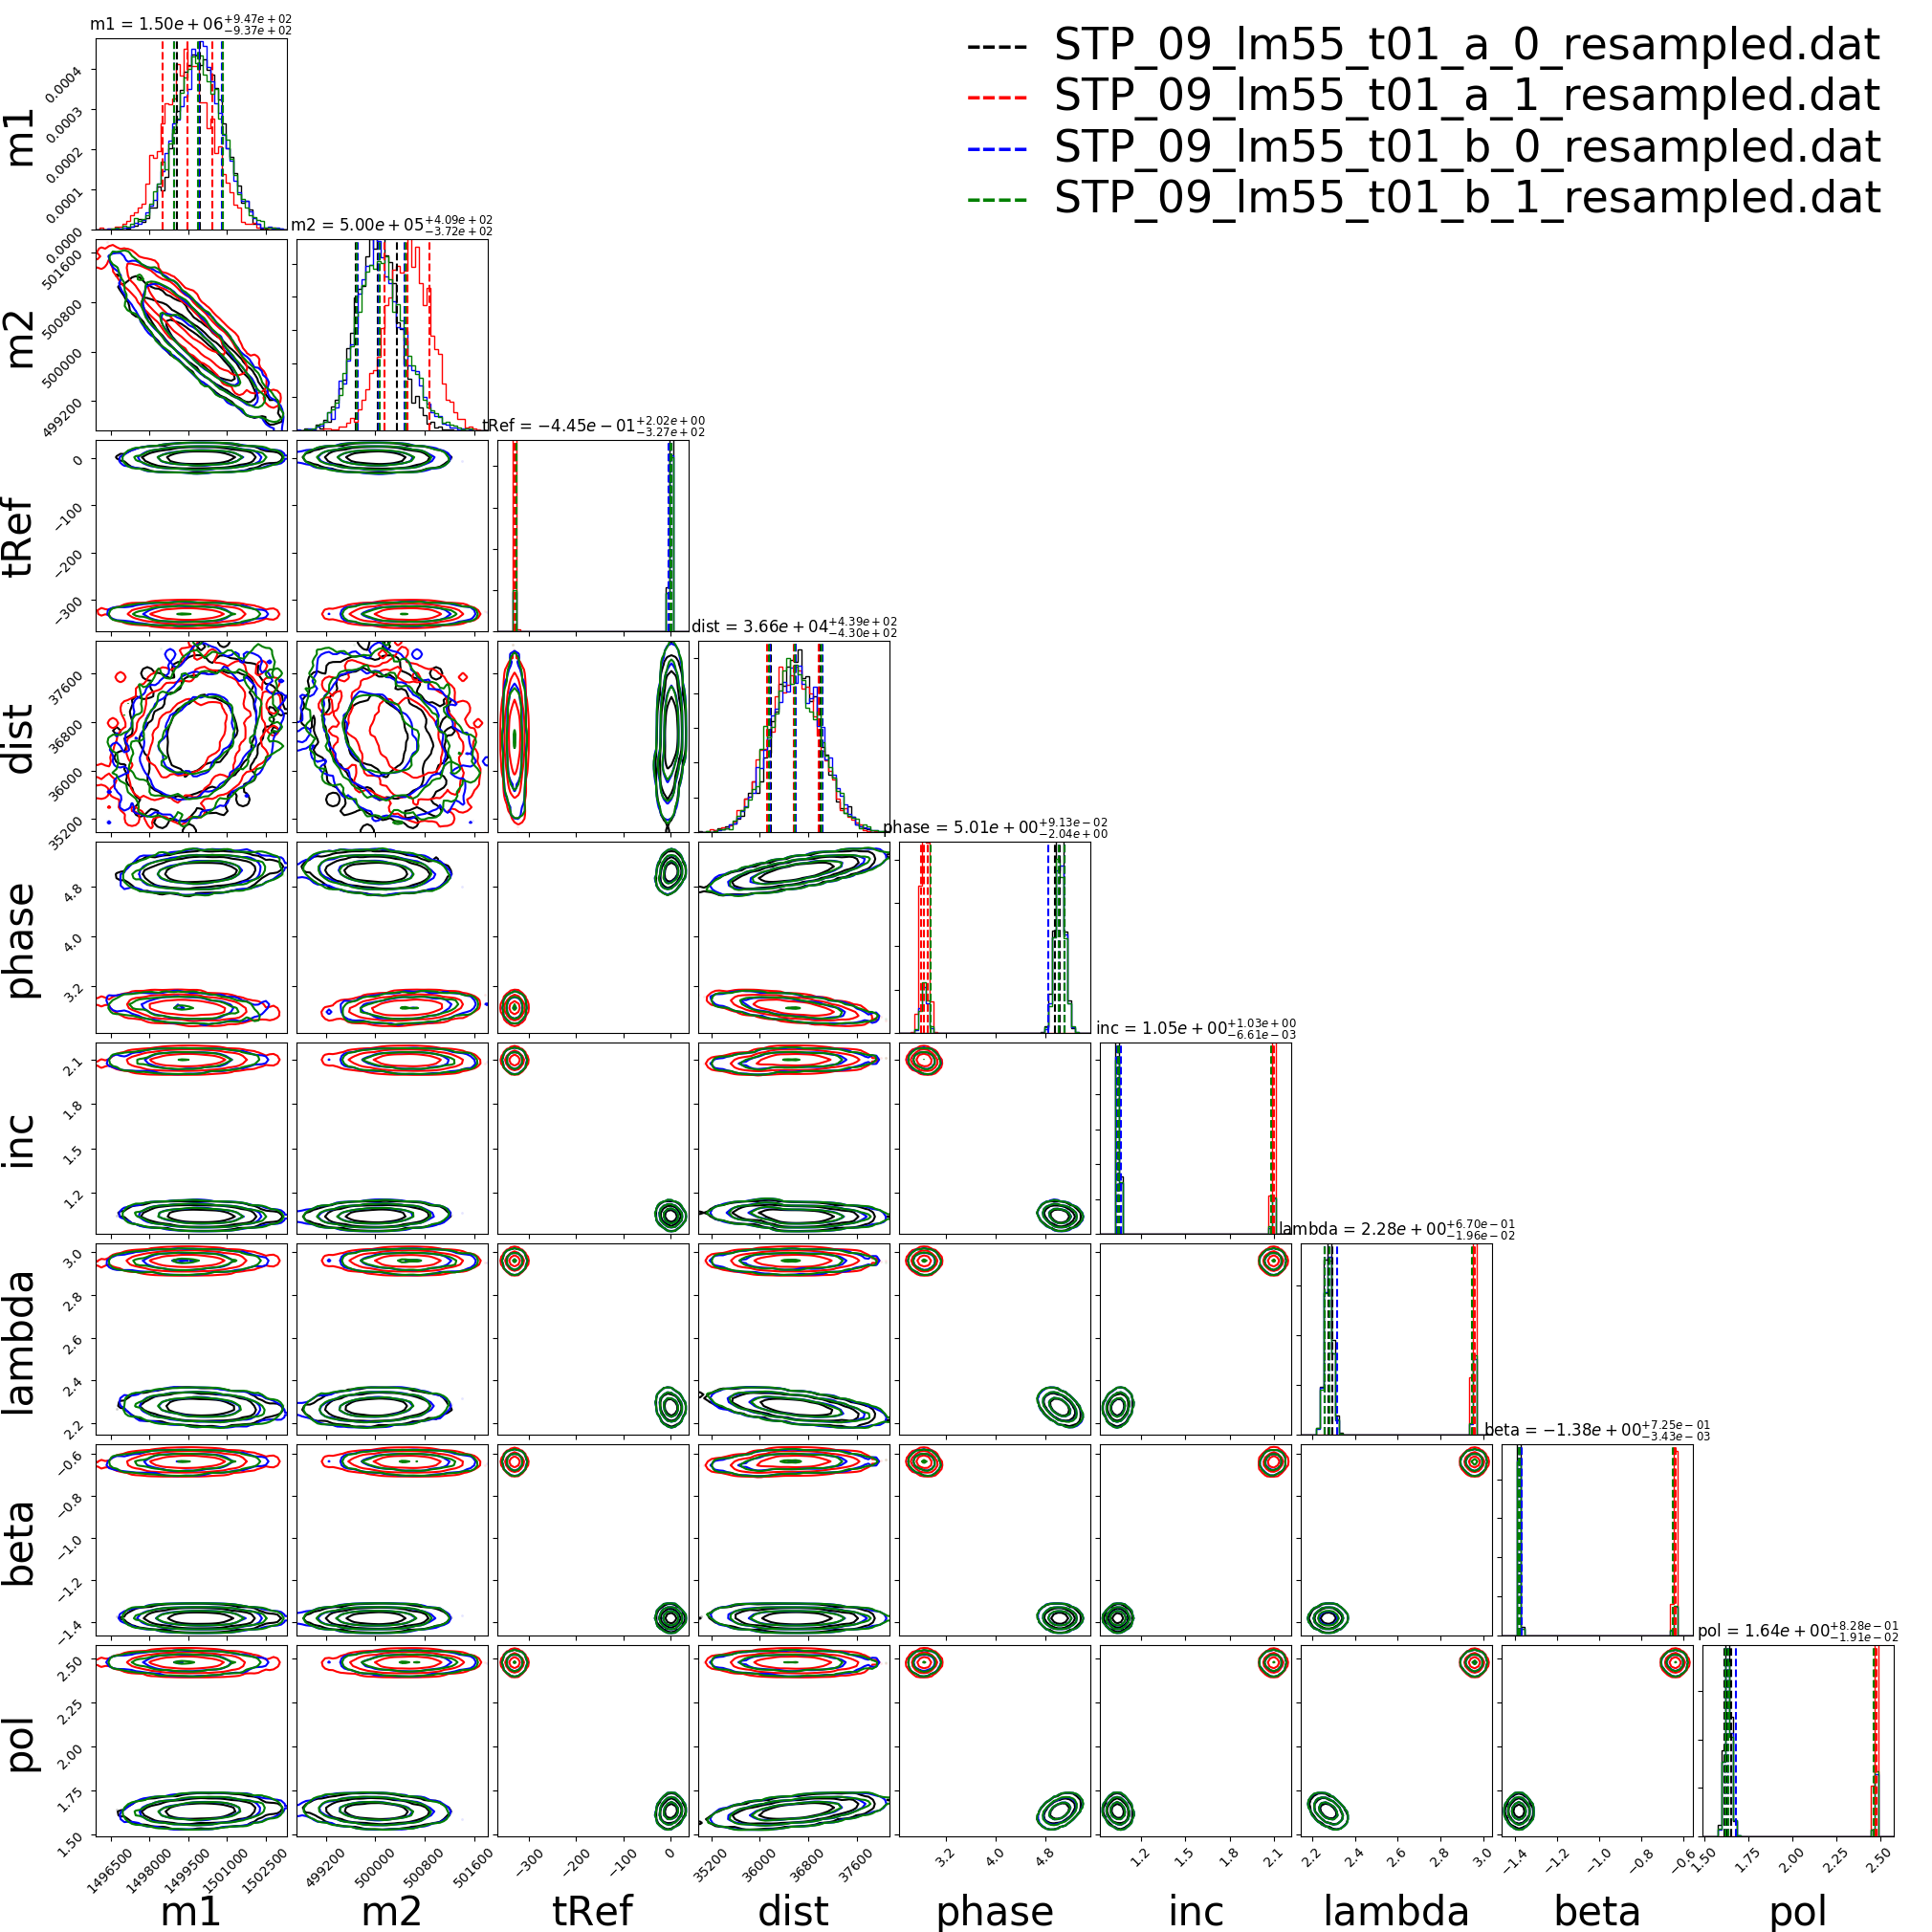 m1 = 1.50e + 06 +9.47e + 02 −9.37e + 02
STP_09_lm55_t01_a_0_resampled.dat
STP_09_lm55_t01_a_1_resampled.dat
STP_09_lm55_t01_b_0_resampled.dat
STP_09_lm55_t01_b_1_resampled.dat
m1
0.0004
0.0003
0.0002
0.0001
0.0000
m2 = 5.00e + 05 +4.09e + 02 −3.72e + 02
m2
501600
500800
500000
499200
tRef = −4.45e − 01 +2.02e + 00 −3.27e + 02
tRef
0
−100
−200
−300
dist = 3.66e + 04 +4.39e + 02 −4.30e + 02
dist
37600
36800
36000
35200
phase = 5.01e + 00 +9.13e − 02 −2.04e + 00
phase
4.8
4.0
3.2
inc = 1.05e + 00 +1.03e + 00 −6.61e − 03
inc
2.1
1.8
1.5
1.2
lambda = 2.28e + 00 +6.70e − 01 −1.96e − 02
lambda
3.0
2.8
2.6
2.4
2.2
beta = −1.38e + 00 +7.25e − 01 −3.43e − 03
beta
−0.6
−0.8
−1.0
−1.2
−1.4
pol = 1.64e + 00 +8.28e − 01 −1.91e − 02
pol
2.50
2.25
2.00
1.75
1.50
1496500 1498000 1499500 1501000 1502500 499200 500000 500800 501600 −300 −200 −100 0 35200 36000 36800 37600 3.2 4.0 4.8 1.2 1.5 1.8 2.1 2.2 2.4 2.6 2.8 3.0 −1.4 −1.2 −1.0 −0.8 −0.6 1.50 1.75 2.00 2.25 2.50
m1 m2 tRef dist phase inc lambda beta pol